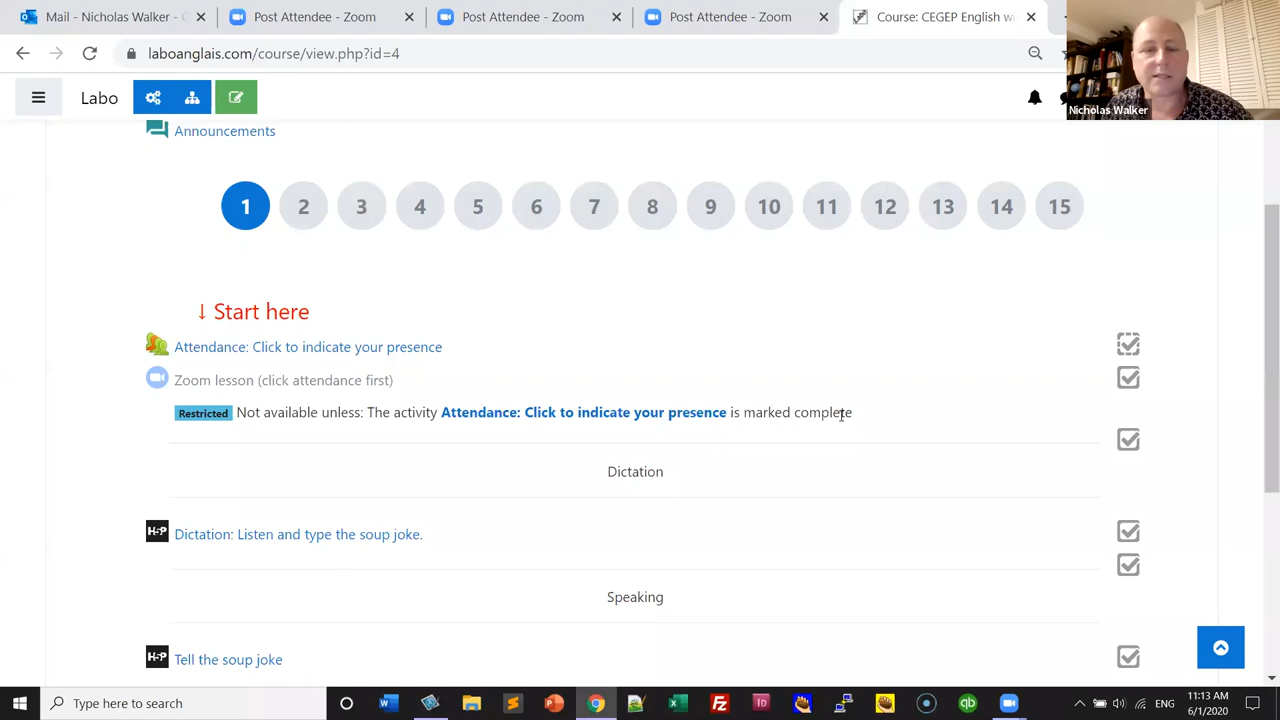 Mail - Nicholas Walker - C
Post Attendee - Zoom
Post Attendee - Zoom
Post Attendee - Zoom
Course: CEGEP English wi
laboanglais.com/course/view.php?id=4
Nicholas Walker
Labo
Announcements
1 2 3 4 5 6 7 8 9 10 11 12 13 14 15
↓ Start here
Attendance: Click to indicate your presence
Zoom lesson (click attendance first)
Restricted Not available unless: The activity Attendance: Click to indicate your presence is marked complete
Dictation
H-P Dictation: Listen and type the soup joke.
Speaking
H-P Tell the soup joke
Type here to search
ENG
11:13 AM
6/1/2020